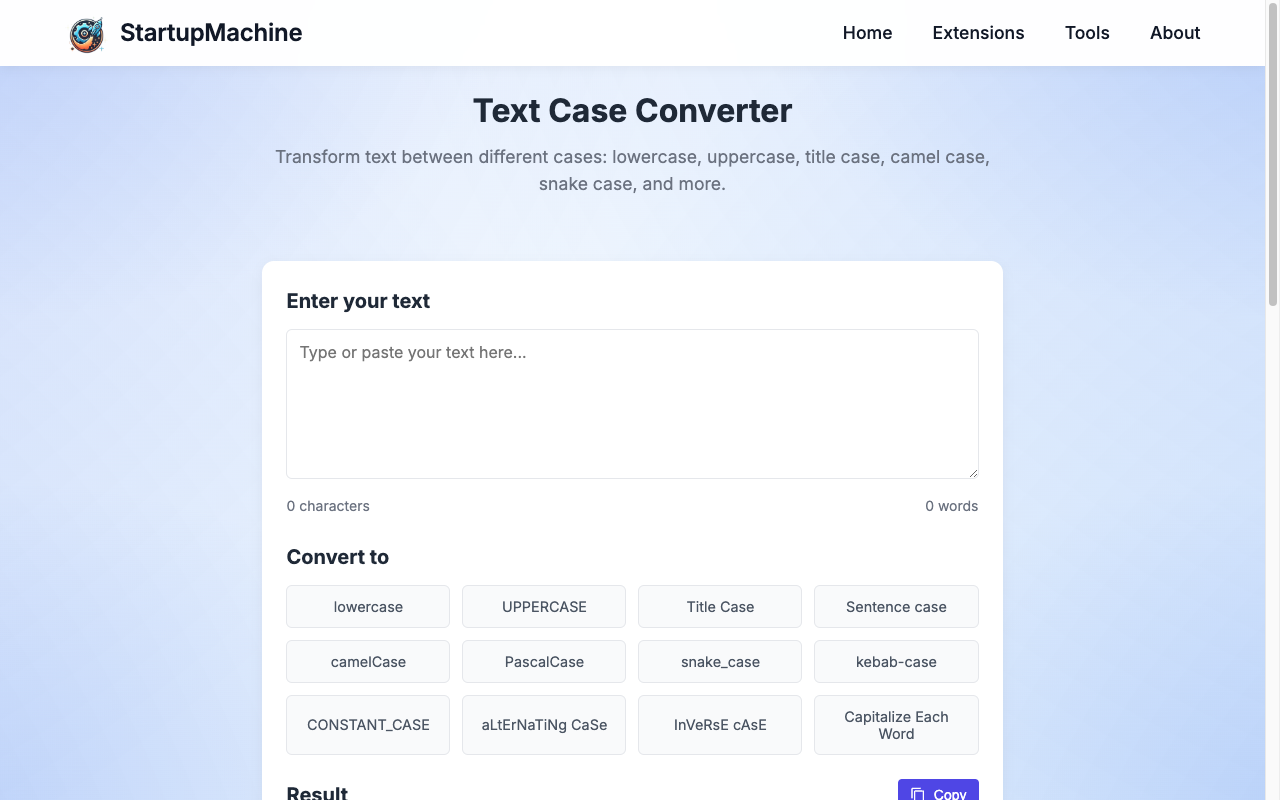 StartupMachine
Home Extensions Tools About
Text Case Converter
Transform text between different cases: lowercase, uppercase, title case, camel case,
snake case, and more.
Enter your text
Type or paste your text here...
0 characters 0 words
Convert to
lowercase UPPERCASE Title Case Sentence case
camelCase PascalCase snake_case kebab-case
CONSTANT_CASE aLtErNaTiNg CaSe InVeRsE cAsE Capitalize Each
Word
Result Copy